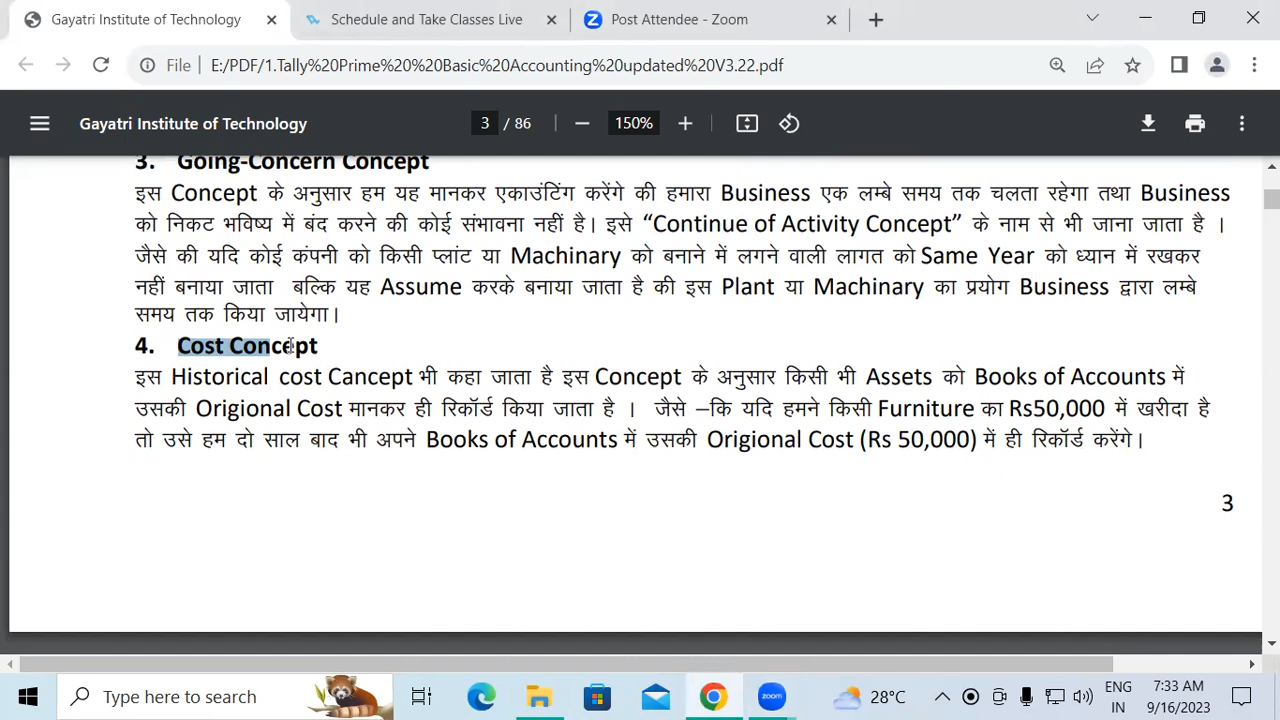 Gayatri Institute of Technology
Schedule and Take Classes Live
Post Attendee - Zoom
File
E:/PDF/1.Tally%20Prime%20%20Basic%20Accounting%20updated%20V3.22.pdf
Gayatri Institute of Technology
3 / 86
150%
3. Going-Concern Concept
इस Concept के अनुसार हम यह मानकर एकाउंटिंग करेंगे की हमारा Business एक लम्बे समय तक चलता रहेगा तथा Business
को निकट भविष्य में बंद करने की कोई संभावना नहीं है। इसे “Continue of Activity Concept” के नाम से भी जाना जाता है ।
जैसे की यदि कोई कंपनी को किसी प्लांट या Machinary को बनाने में लगने वाली लागत को Same Year को ध्यान में रखकर
नहीं बनाया जाता बल्कि यह Assume करके बनाया जाता है की इस Plant या Machinary का प्रयोग Business द्वारा लम्बे
समय तक किया जायेगा।
4. Cost Concept
इस Historical cost Cancept भी कहा जाता है इस Concept के अनुसार किसी भी Assets को Books of Accounts में
उसकी Origional Cost मानकर ही रिकॉर्ड किया जाता है । जैसे –कि यदि हमने किसी Furniture का Rs50,000 में खरीदा है
तो उसे हम दो साल बाद भी अपने Books of Accounts में उसकी Origional Cost (Rs 50,000) में ही रिकॉर्ड करेंगे।
3
Type here to search
zoom
28°C
ENG
IN
7:33 AM
9/16/2023